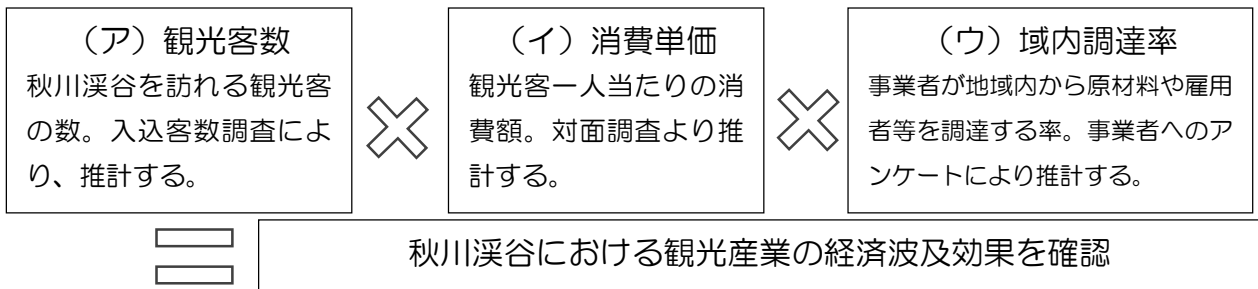 （ア）観光客数
秋川渓谷を訪れる観光客
の数。入込客数調査によ
り、推計する。
（イ）消費単価
観光客一人当たりの消
費額。対面調査より推
計する。
（ウ）域内調達率
事業者が地域内から原材料や雇用
者等を調達する率。事業者へのア
ンケートにより推計する。
秋川渓谷における観光産業の経済波及効果を確認